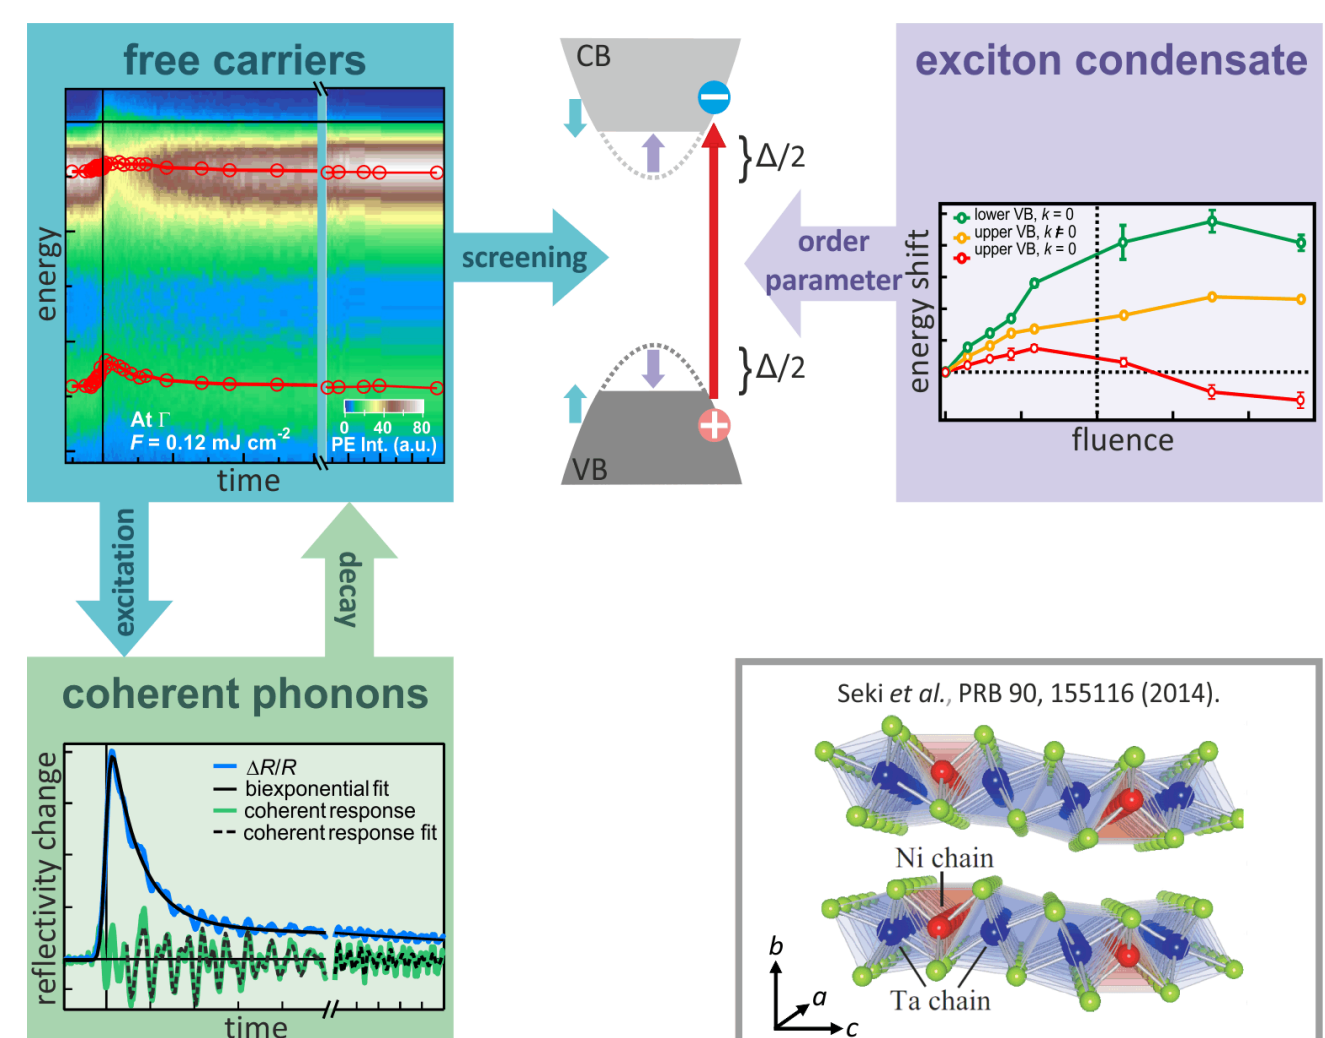 free carriers
energy
At Γ
F = 0.12 mJ cm-2
0 40 80
PE Int. (a.u.)
time
screening
CB
−
}Δ/2
}Δ/2
+
VB
exciton condensate
order
parameter
energy shift
lower VB, k = 0
upper VB, k ≠ 0
upper VB, k = 0
fluence
excitation
decay
coherent phonons
reflectivity change
ΔR/R
biexponential fit
coherent response
coherent response fit
time
Seki et al., PRB 90, 155116 (2014).
Ni chain
Ta chain
b
a
c